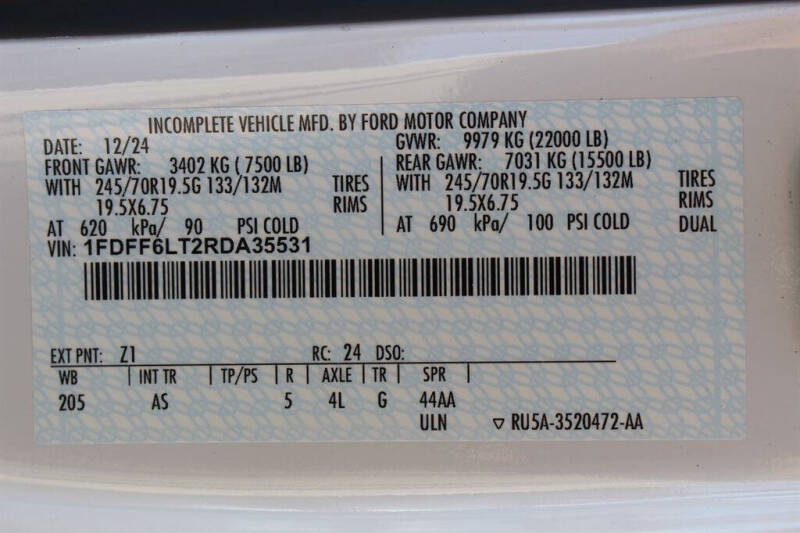 INCOMPLETE VEHICLE MFD. BY FORD MOTOR COMPANY
DATE: 12/24 GVWR: 9979 KG (22000 LB)
FRONT GAWR: 3402 KG ( 7500 LB) REAR GAWR: 7031 KG (15500 LB)
WITH 245/70R19.5G 133/132M TIRES WITH 245/70R19.5G 133/132M TIRES
19.5X6.75 RIMS 19.5X6.75 RIMS
AT 620 kPa/ 90 PSI COLD AT 690 kPa/ 100 PSI COLD DUAL
VIN: 1FDFF6LT2RDA35531
EXT PNT: Z1 RC: 24 DSO:
WB | INT TR | TP/PS | R | AXLE | TR | SPR |
205 AS 5 4L G 44AA
ULN ▽ RU5A-3520472-AA